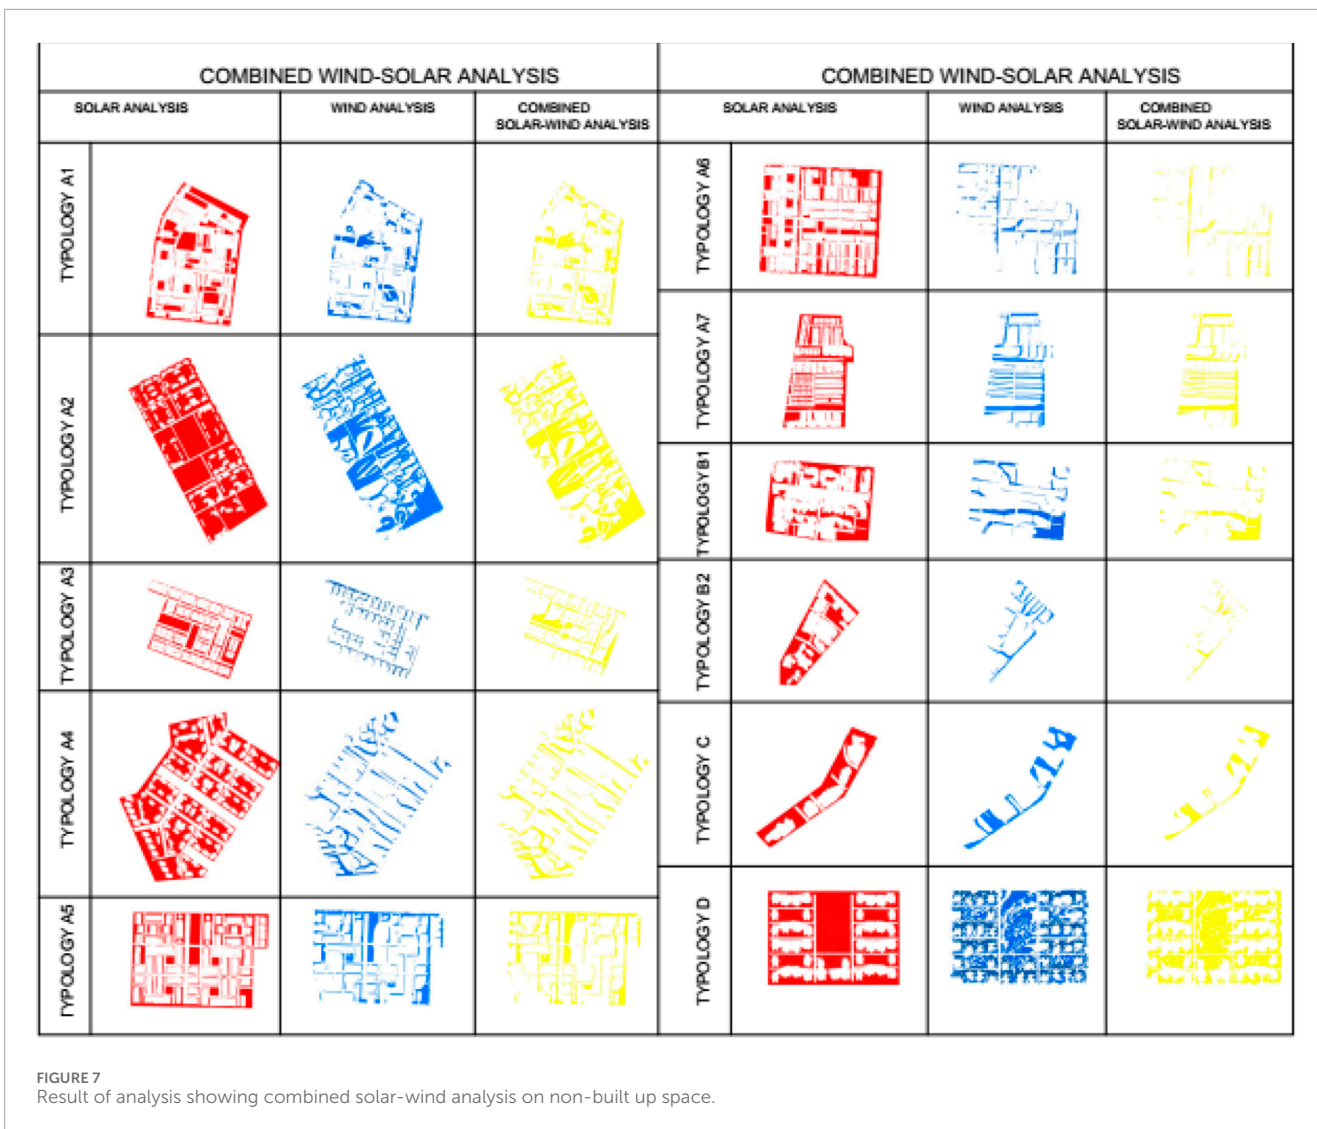 COMBINED WIND-SOLAR ANALYSIS
SOLAR ANALYSIS
WIND ANALYSIS
COMBINED
SOLAR-WIND ANALYSIS
TYPOLOGY A1
TYPOLOGY A2
TYPOLOGY A3
TYPOLOGY A4
TYPOLOGY A5
COMBINED WIND-SOLAR ANALYSIS
SOLAR ANALYSIS
WIND ANALYSIS
COMBINED
SOLAR-WIND ANALYSIS
TYPOLOGY A6
TYPOLOGY A7
TYPOLOGY B1
TYPOLOGY B2
TYPOLOGY C
TYPOLOGY D
FIGURE 7
Result of analysis showing combined solar-wind analysis on non-built up space.